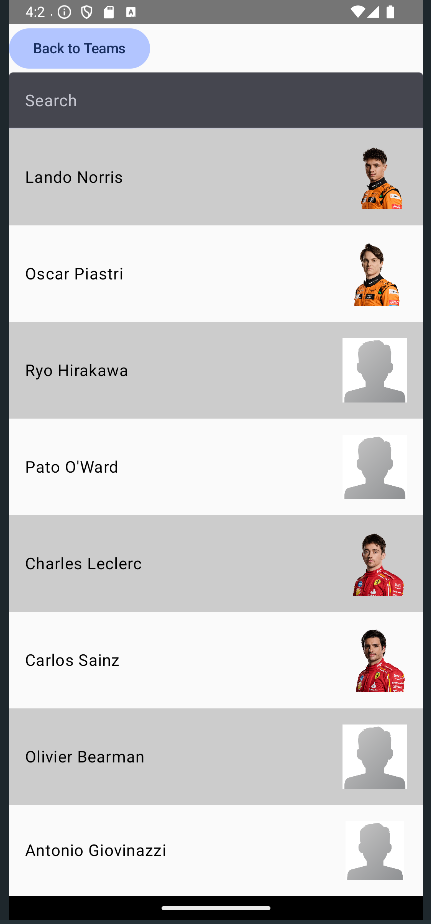 4:2
Back to Teams
Search
Lando Norris
Oscar Piastri
Ryo Hirakawa
Pato O'Ward
Charles Leclerc
Carlos Sainz
Olivier Bearman
Antonio Giovinazzi